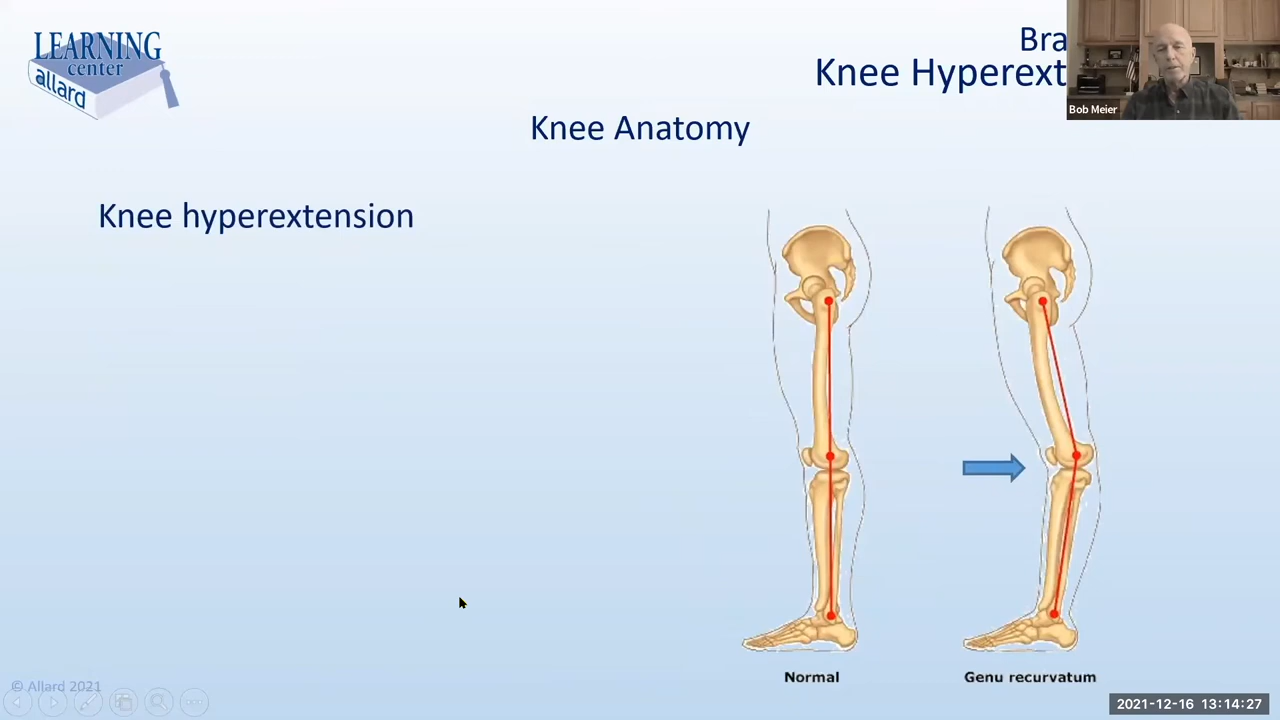 LEARNING
center
allard
Bra
Knee Hyperext
Bob Meier
Knee Anatomy
Knee hyperextension
Normal
Genu recurvatum
© Allard 2021
2021-12-16 13:14:27